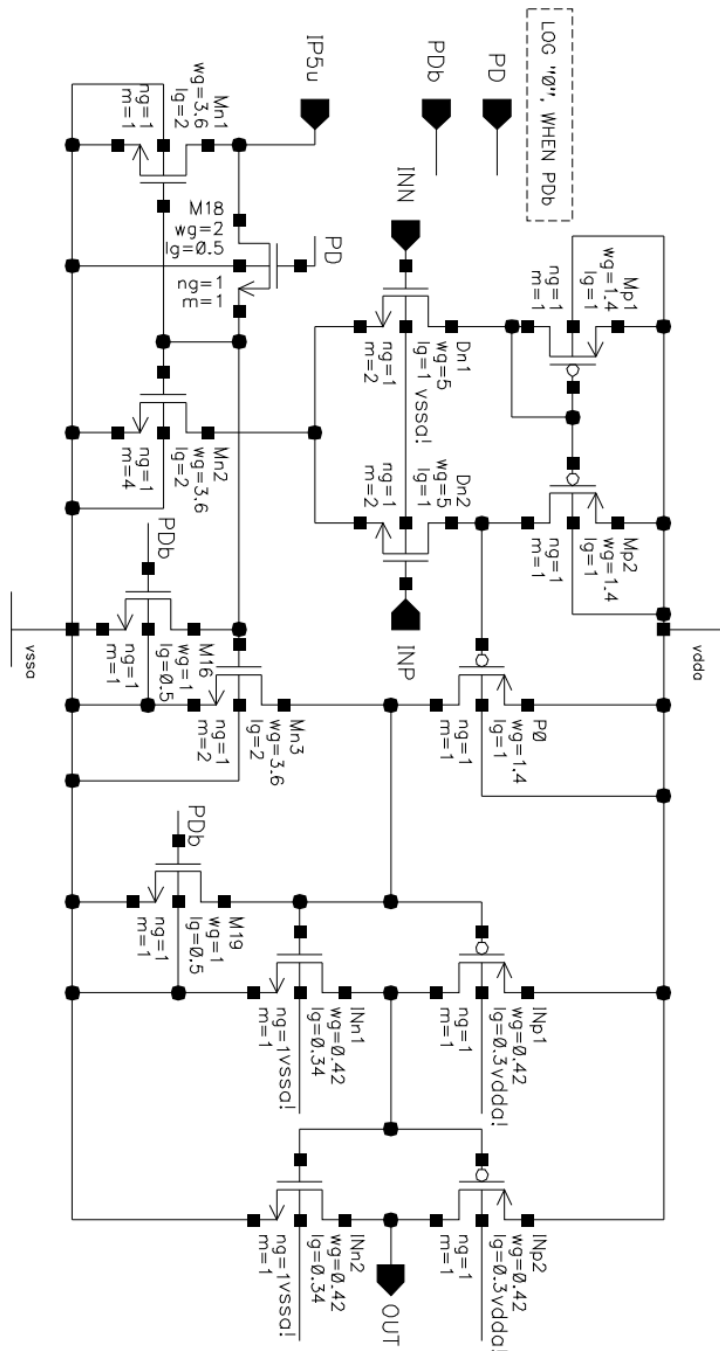 vdda
LOG "0", WHEN PDb
PD
PDb
IP5u
Mp1
wg=1.4
lg=1
ng=1
m=1
Mp2
wg=1.4
lg=1
ng=1
m=1
P0
wg=1.4
lg=1
ng=1
m=1
INp1
wg=0.42
lg=0.3vdda!
ng=1
m=1
INp2
wg=0.42
lg=0.3vdda!
ng=1
m=1
INN
Dn1
wg=5
lg=1
vssa!
ng=1
m=2
Dn2
wg=5
lg=1
ng=1
m=2
INP
OUT
PD
M18
wg=2
lg=0.5
ng=1
m=1
Mn1
wg=3.6
lg=2
ng=1
m=1
Mn2
wg=3.6
lg=2
ng=1
m=4
PDb
M16
wg=1
lg=0.5
ng=1
m=1
Mn3
wg=3.6
lg=2
ng=1
m=2
PDb
M19
wg=1
lg=0.5
ng=1
m=1
INn1
wg=0.42
lg=0.34
ng=1vssa!
m=1
INn2
wg=0.42
lg=0.34
ng=1vssa!
m=1
vssa